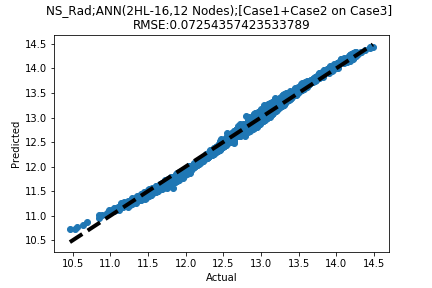 NS_Rad;ANN(2HL-16,12 Nodes);[Case1+Case2 on Case3]
RMSE:0.07254357423533789
14.5
14.0
13.5
13.0
12.5
12.0
11.5
11.0
10.5
Predicted
10.5 11.0 11.5 12.0 12.5 13.0 13.5 14.0 14.5
Actual